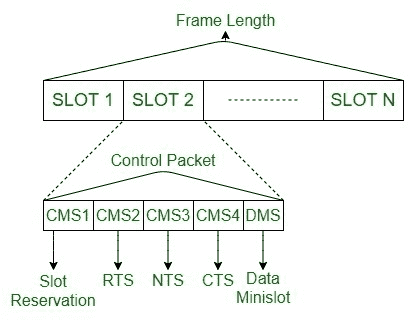 Frame Length
SLOT 1 SLOT 2 SLOT N
Control Packet
CMS1 CMS2 CMS3 CMS4 DMS
Slot Reservation
RTS
NTS
CTS
Data Minislot